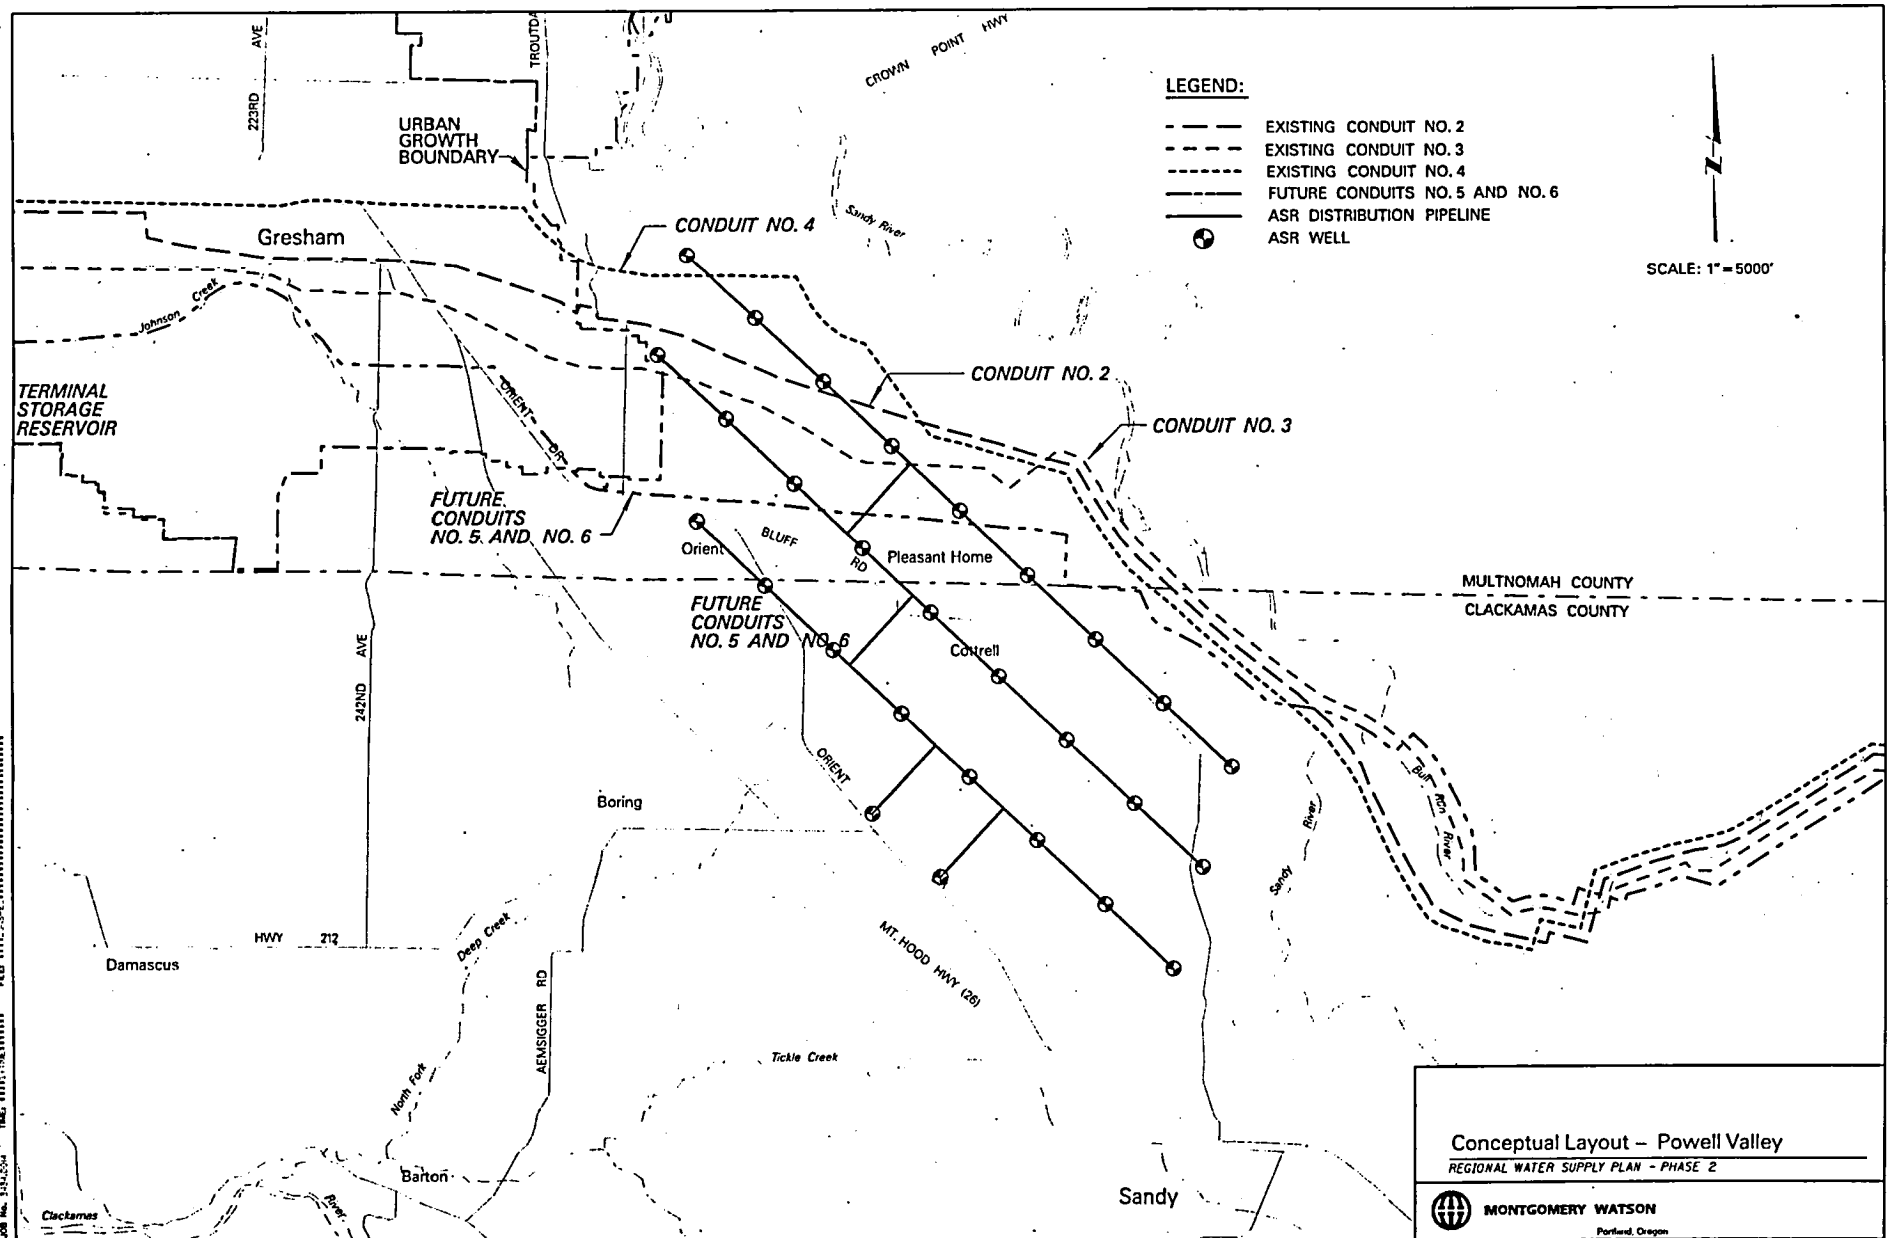 223RD AVE
TROUTDA
CROWN POINT HWY
URBAN
GROWTH
BOUNDARY
LEGEND:
EXISTING CONDUIT NO. 2
EXISTING CONDUIT NO. 3
EXISTING CONDUIT NO. 4
FUTURE CONDUITS NO. 5 AND NO. 6
ASR DISTRIBUTION PIPELINE
ASR WELL
SCALE: 1" = 5000'
CONDUIT NO. 4
Sandy River
Gresham
Johnson Creek
CONDUIT NO. 2
TERMINAL
STORAGE
RESERVOIR
ORIENT DR
CONDUIT NO. 3
FUTURE
CONDUITS
NO. 5 AND NO. 6
Orient
BLUFF RD
Pleasant Home
MULTNOMAH COUNTY
CLACKAMAS COUNTY
FUTURE
CONDUITS
NO. 5 AND NO. 6
Cottrell
242ND AVE
ORIENT
Bull Run River
Boring
Sandy River
HWY 212
Damascus
Deep Creek
MT. HOOD HWY (26)
AEMSIGGER RD
North Fork
Tickle Creek
Barton
Clackamas
River
Sandy
Conceptual Layout – Powell Valley
REGIONAL WATER SUPPLY PLAN - PHASE 2
MONTGOMERY WATSON
Portland, Oregon